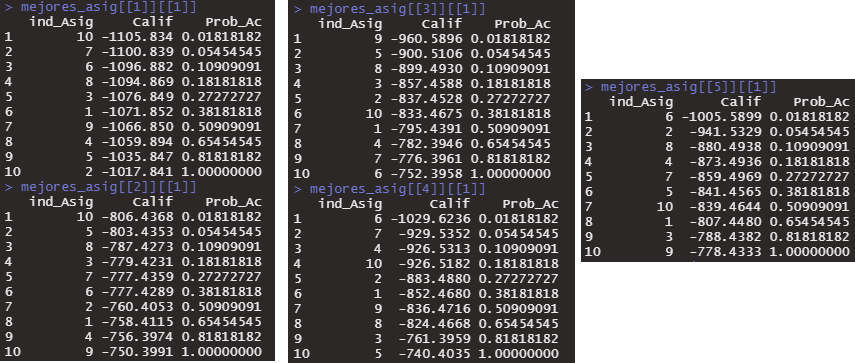 > mejores_asig[[1]][[1]]
ind_Asig Calif Prob_Ac
1 10 -1105.834 0.01818182
2 7 -1100.839 0.05454545
3 6 -1096.882 0.10909091
4 8 -1094.869 0.18181818
5 3 -1076.849 0.27272727
6 1 -1071.852 0.38181818
7 9 -1066.850 0.50909091
8 4 -1059.894 0.65454545
9 5 -1035.847 0.81818182
10 2 -1017.841 1.00000000
> mejores_asig[[2]][[1]]
ind_Asig Calif Prob_Ac
1 10 -806.4368 0.01818182
2 5 -803.4353 0.05454545
3 8 -787.4273 0.10909091
4 3 -779.4231 0.18181818
5 7 -777.4359 0.27272727
6 6 -777.4289 0.38181818
7 2 -760.4053 0.50909091
8 1 -758.4115 0.65454545
9 4 -756.3974 0.81818182
10 9 -750.3991 1.00000000
> mejores_asig[[3]][[1]]
ind_Asig Calif Prob_Ac
1 9 -960.5896 0.01818182
2 5 -900.5106 0.05454545
3 8 -899.4930 0.10909091
4 3 -857.4588 0.18181818
5 2 -837.4528 0.27272727
6 10 -833.4675 0.38181818
7 1 -795.4391 0.50909091
8 4 -782.3946 0.65454545
9 7 -776.3961 0.81818182
10 6 -752.3958 1.00000000
> mejores_asig[[4]][[1]]
ind_Asig Calif Prob_Ac
1 6 -1029.6236 0.01818182
2 7 -929.5352 0.05454545
3 4 -926.5313 0.10909091
4 10 -926.5182 0.18181818
5 2 -883.4880 0.27272727
6 1 -852.4680 0.38181818
7 9 -836.4716 0.50909091
8 8 -824.4668 0.65454545
9 3 -761.3959 0.81818182
10 5 -740.4035 1.00000000
> mejores_asig[[5]][[1]]
ind_Asig Calif Prob_Ac
1 6 -1005.5899 0.01818182
2 2 -941.5329 0.05454545
3 8 -880.4938 0.10909091
4 4 -873.4936 0.18181818
5 7 -859.4969 0.27272727
6 5 -841.4565 0.38181818
7 10 -839.4644 0.50909091
8 1 -807.4480 0.65454545
9 3 -788.4382 0.81818182
10 9 -778.4333 1.00000000